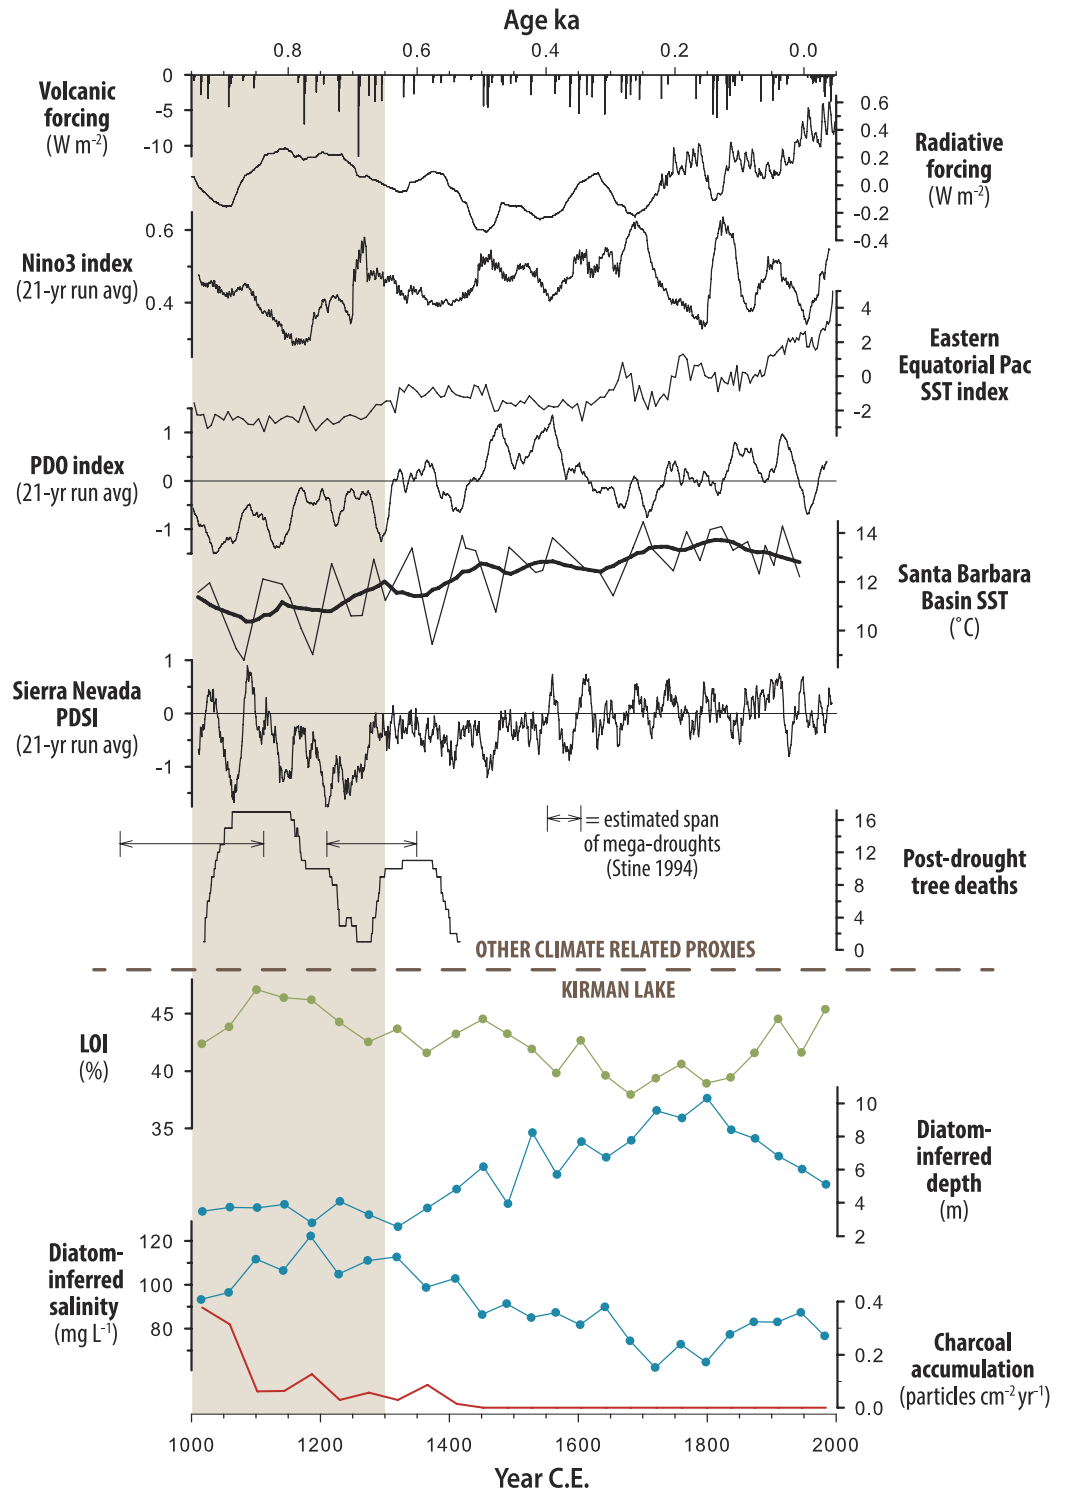 Age ka
0.8 0.6 0.4 0.2 0.0
Volcanic
forcing
(W m⁻²)
0
-5
-10
0.6
0.4
0.2
0.0
-0.2
-0.4
Radiative
forcing
(W m⁻²)
Nino3 index
(21-yr run avg)
0.6
0.4
4
2
0
-2
Eastern
Equatorial Pac
SST index
PDO index
(21-yr run avg)
1
0
-1
14
12
10
Santa Barbara
Basin SST
(°C)
Sierra Nevada
PDSI
(21-yr run avg)
1
0
-1
= estimated span
of mega-droughts
(Stine 1994)
16
12
8
4
0
Post-drought
tree deaths
OTHER CLIMATE RELATED PROXIES
KIRMAN LAKE
LOI
(%)
45
40
35
10
8
6
4
2
Diatom-
inferred
depth
(m)
Diatom-
inferred
salinity
(mg L⁻¹)
120
100
80
0.4
0.2
0.0
Charcoal
accumulation
(particles cm⁻² yr⁻¹)
1000 1200 1400 1600 1800 2000
Year C.E.